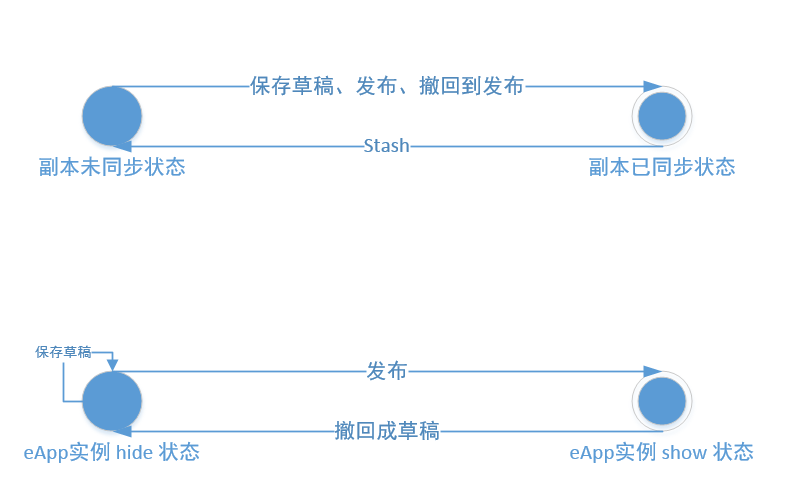 保存草稿、发布、撤回到发布
Stash
副本未同步状态
副本已同步状态
保存草稿
发布
撤回成草稿
eApp实例 hide 状态
eApp实例 show 状态